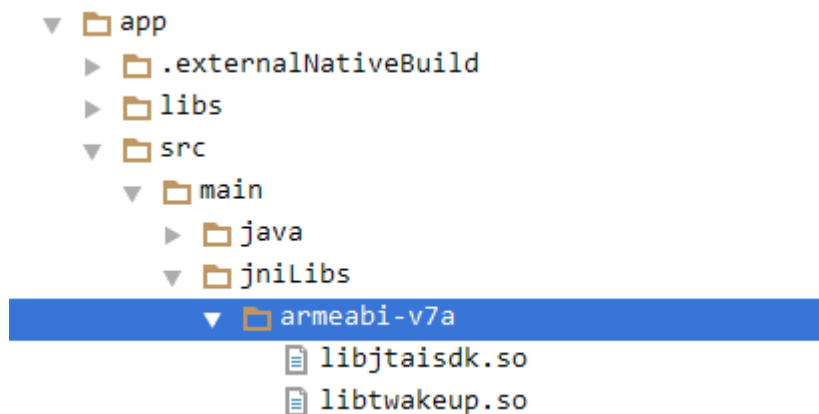 app
.externalNativeBuild
libs
src
main
java
jniLibs
armeabi-v7a
libjtaisdk.so
libtwakeup.so